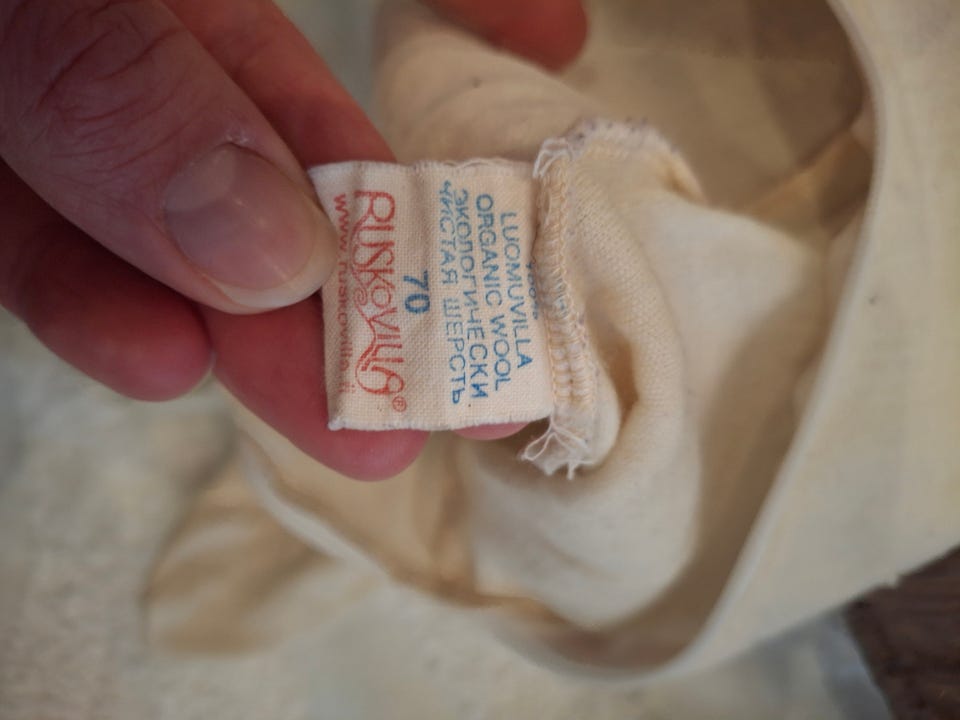 LUOMUVILLA
ORGANIC WOOL
ЭКОЛОГИЧЕСКИ
ЧИСТАЯ ШЕРСТЬ
70
RUSKOVILLA®
www.ruskovilla.fi